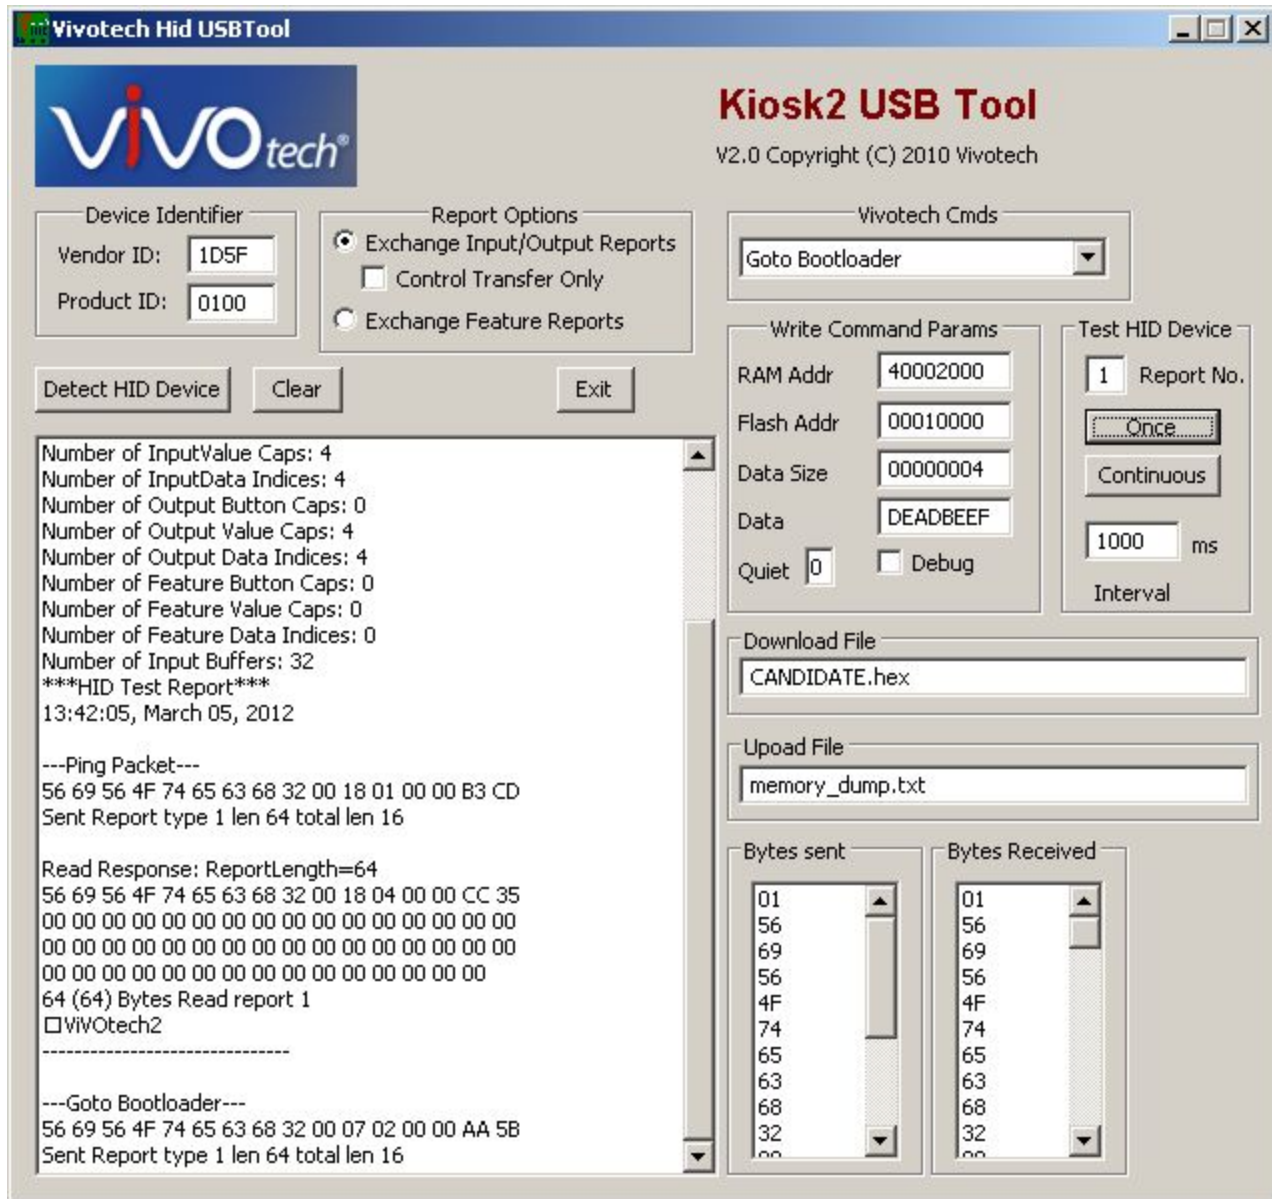 Vivotech Hid USBTool
ViVOtech®
Kiosk2 USB Tool
V2.0 Copyright (C) 2010 Vivotech
Device Identifier
Vendor ID: 1D5F
Product ID: 0100
Report Options
Exchange Input/Output Reports
Control Transfer Only
Exchange Feature Reports
Vivotech Cmds
Goto Bootloader
Detect HID Device
Clear
Exit
Write Command Params
RAM Addr 40002000
Flash Addr 00010000
Data Size 00000004
Data DEADBEEF
Quiet 0
Debug
Test HID Device
1 Report No.
Once
Continuous
1000 ms
Interval
Number of InputValue Caps: 4
Number of InputData Indices: 4
Number of Output Button Caps: 0
Number of Output Value Caps: 4
Number of Output Data Indices: 4
Number of Feature Button Caps: 0
Number of Feature Value Caps: 0
Number of Feature Data Indices: 0
Number of Input Buffers: 32
***HID Test Report***
13:42:05, March 05, 2012
---Ping Packet---
56 69 56 4F 74 65 63 68 32 00 18 01 00 00 B3 CD
Sent Report type 1 len 64 total len 16
Read Response: ReportLength=64
56 69 56 4F 74 65 63 68 32 00 18 04 00 00 CC 35
00 00 00 00 00 00 00 00 00 00 00 00 00 00 00 00
00 00 00 00 00 00 00 00 00 00 00 00 00 00 00 00
00 00 00 00 00 00 00 00 00 00 00 00 00 00 00
64 (64) Bytes Read report 1
□ViVOtech2
-------------------------------
---Goto Bootloader---
56 69 56 4F 74 65 63 68 32 00 07 02 00 00 AA 5B
Sent Report type 1 len 64 total len 16
Download File
CANDIDATE.hex
Upoad File
memory_dump.txt
Bytes sent
01
56
69
56
4F
74
65
63
68
32
Bytes Received
01
56
69
56
4F
74
65
63
68
32